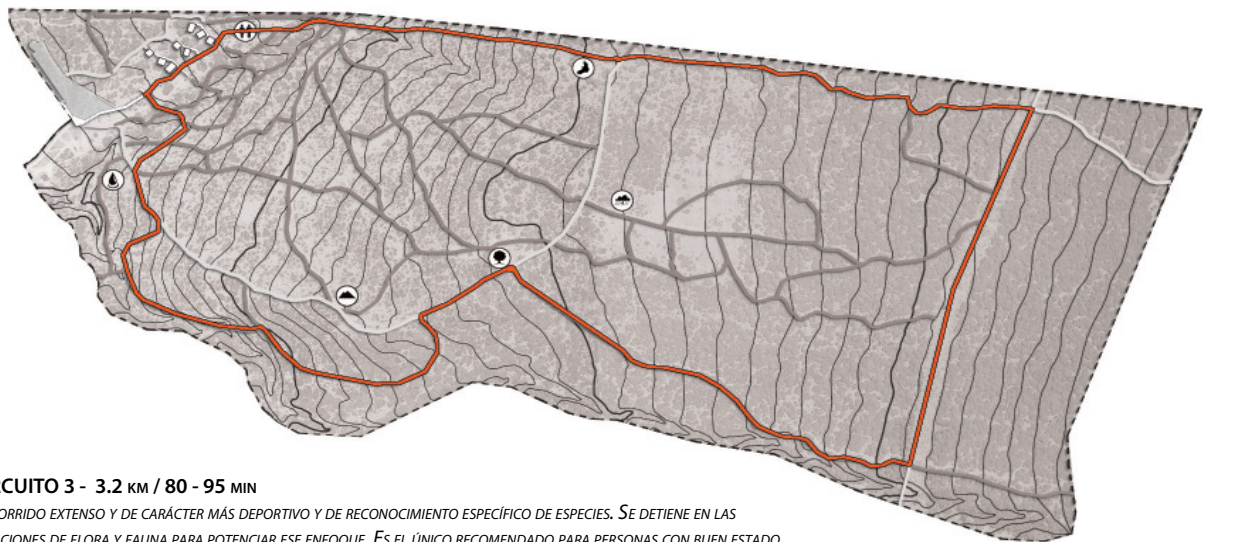 CUITO 3 - 3.2 KM / 80 - 95 MIN
ORRIDO EXTENSO Y DE CARÁCTER MÁS DEPORTIVO Y DE RECONOCIMIENTO ESPECÍFICO DE ESPECIES. SE DETIENE EN LAS
CIONES DE FLORA Y FAUNA PARA POTENCIAR ESE ENFOQUE. ES EL ÚNICO RECOMENDADO PARA PERSONAS CON BUEN ESTADO